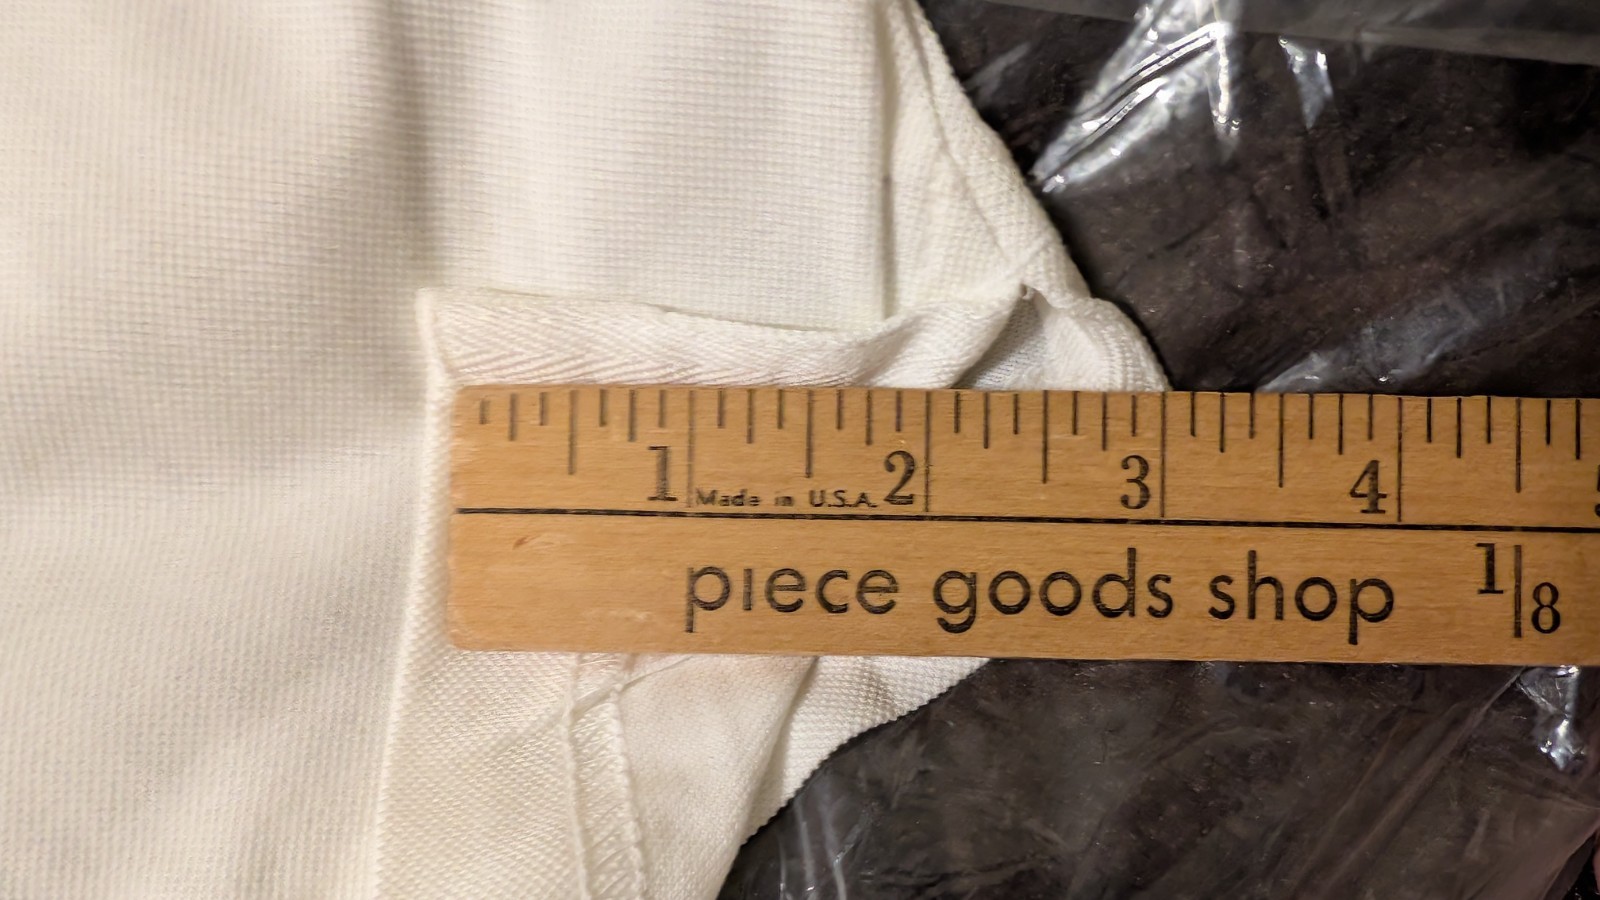 1 Made in U.S.A. 2 3 4
piece goods shop 1/8